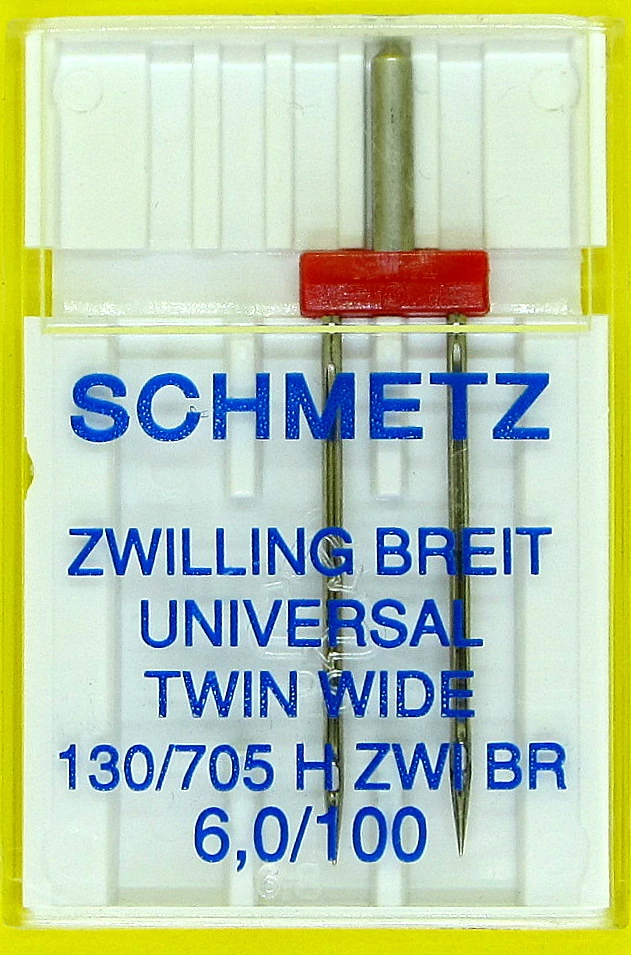 SCHMETZ
ZWILLING BREIT
UNIVERSAL
TWIN WIDE
130/705 H ZWI BR
6,0/100